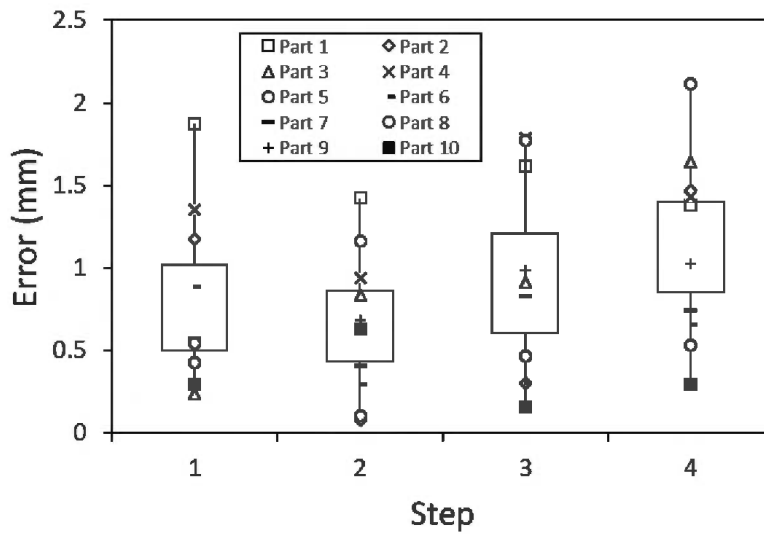 2.5
2
1.5
1
0.5
0
Error (mm)
Part 1 Part 2
Part 3 Part 4
Part 5 Part 6
Part 7 Part 8
Part 9 Part 10
1 2 3 4
Step